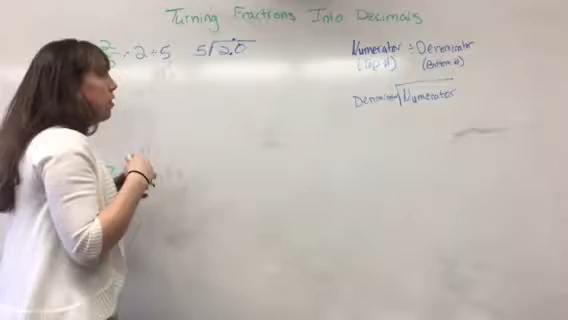 Turning Fractions Into Decimals
2 ÷ 5
5 2.0
Numerator ÷ Denominator
(Top #) (Bottom #)
Denominator Numerator